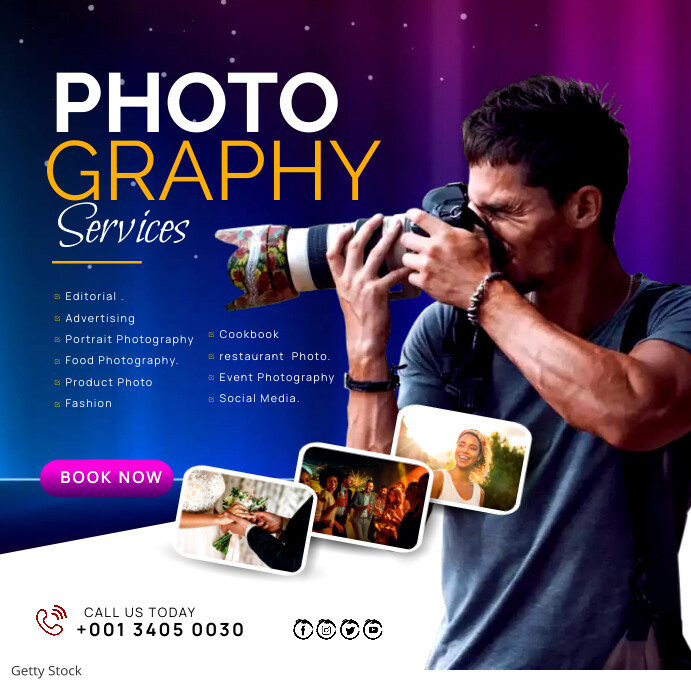 PHOTO
GRAPHY
Services
Editorial .
Advertising
Portrait Photography
Food Photography.
Product Photo
Fashion
Cookbook
restaurant Photo.
Event Photography
Social Media.
BOOK NOW
CALL US TODAY
+001 3405 0030
Getty Stock